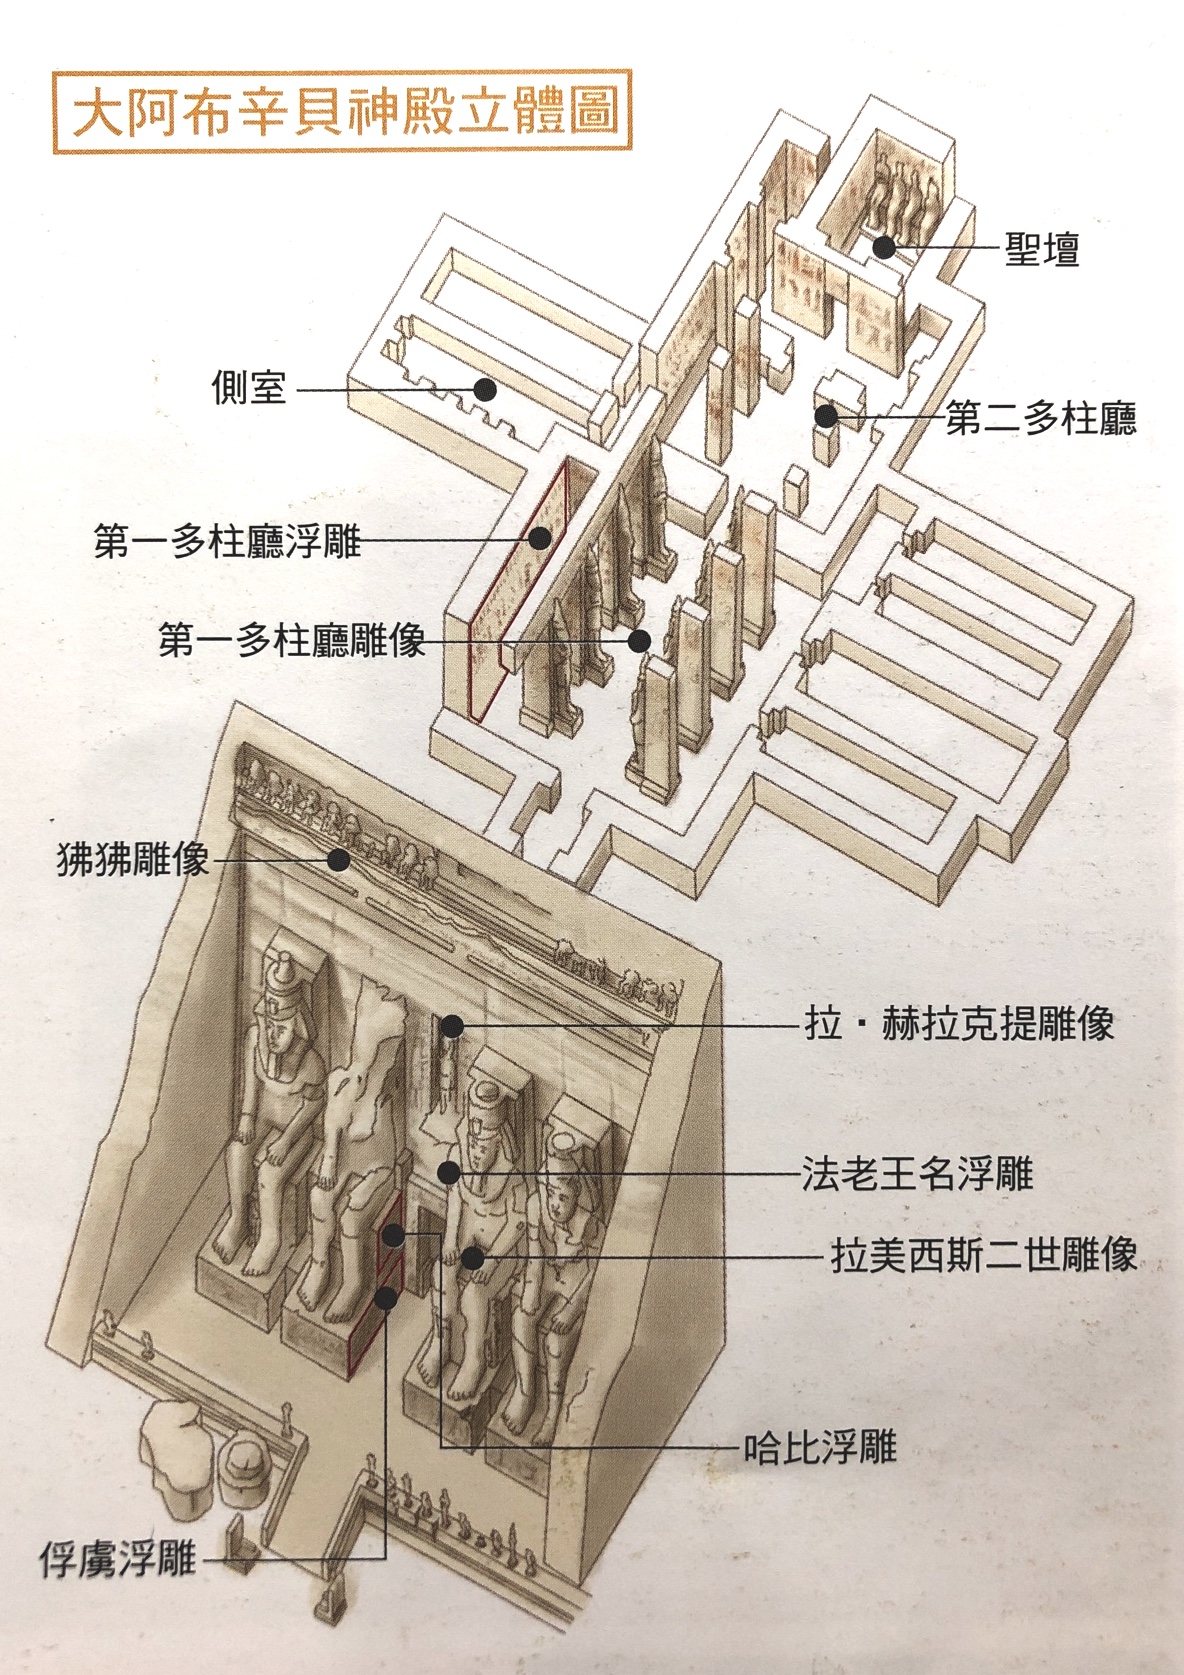 大阿布辛貝神殿立體圖
聖壇
側室
第二多柱廳
第一多柱廳浮雕
第一多柱廳雕像
狒狒雕像
拉·赫拉克提雕像
法老王名浮雕
拉美西斯二世雕像
哈比浮雕
俘虜浮雕